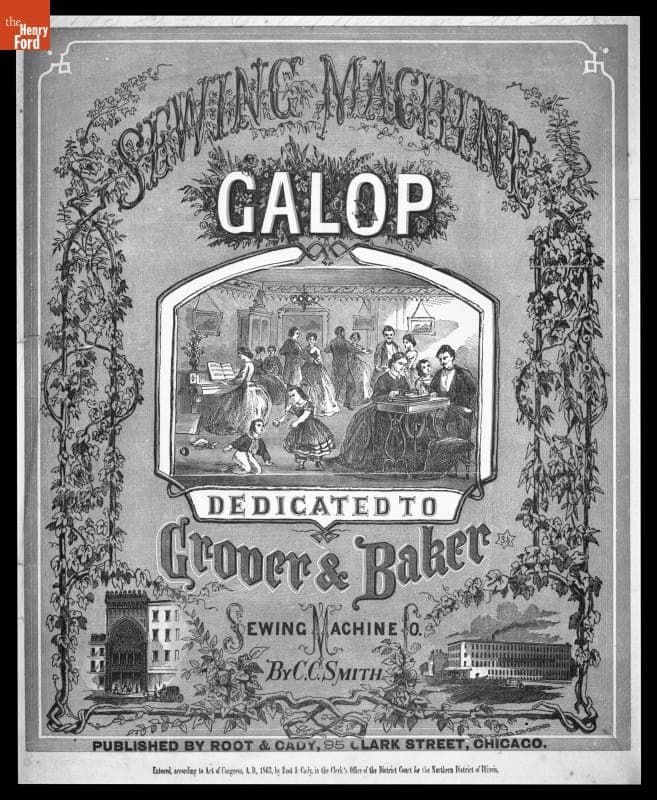 the
Henry
Ford
SEWING MACHINE
GALOP
DEDICATED TO
Grover & Baker
SEWING MACHINE CO.
BY C.C. SMITH.
PUBLISHED BY ROOT & CADY, 95 CLARK STREET, CHICAGO.
Entered, according to Act of Congress, A. D., 1863, by Root & Cady, in the Clerk's Office of the District Court for the Northern District of Illinois.